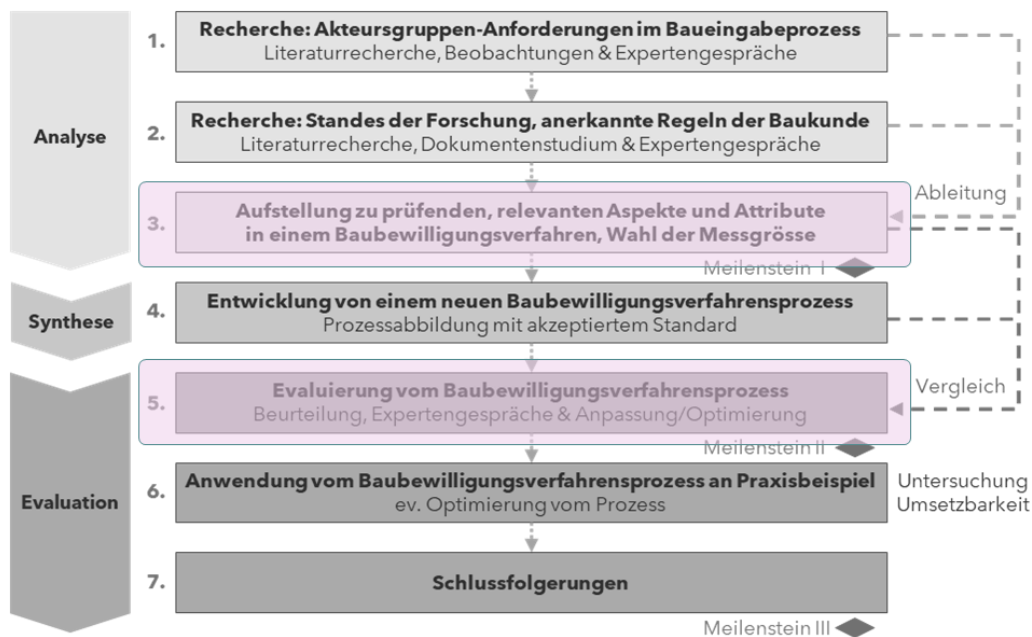 Analyse
1.
Recherche: Akteursgruppen-Anforderungen im Baueingabeprozess
Literaturrecherche, Beobachtungen & Expertengespräche
2.
Recherche: Standes der Forschung, anerkannte Regeln der Baukunde
Literaturrecherche, Dokumentenstudium & Expertengespräche
Ableitung
3.
Aufstellung zu prüfenden, relevanten Aspekte und Attribute
in einem Baubewilligungsverfahren, Wahl der Messgrösse
Meilenstein I
Synthese
4.
Entwicklung von einem neuen Baubewilligungsverfahrensprozess
Prozessabbildung mit akzeptiertem Standard
Evaluation
5.
Evaluierung vom Baubewilligungsverfahrensprozess
Beurteilung, Expertengespräche & Anpassung/Optimierung
Vergleich
Meilenstein II
6.
Anwendung vom Baubewilligungsverfahrensprozess an Praxisbeispiel
ev. Optimierung vom Prozess
Untersuchung
Umsetzbarkeit
7.
Schlussfolgerungen
Meilenstein III